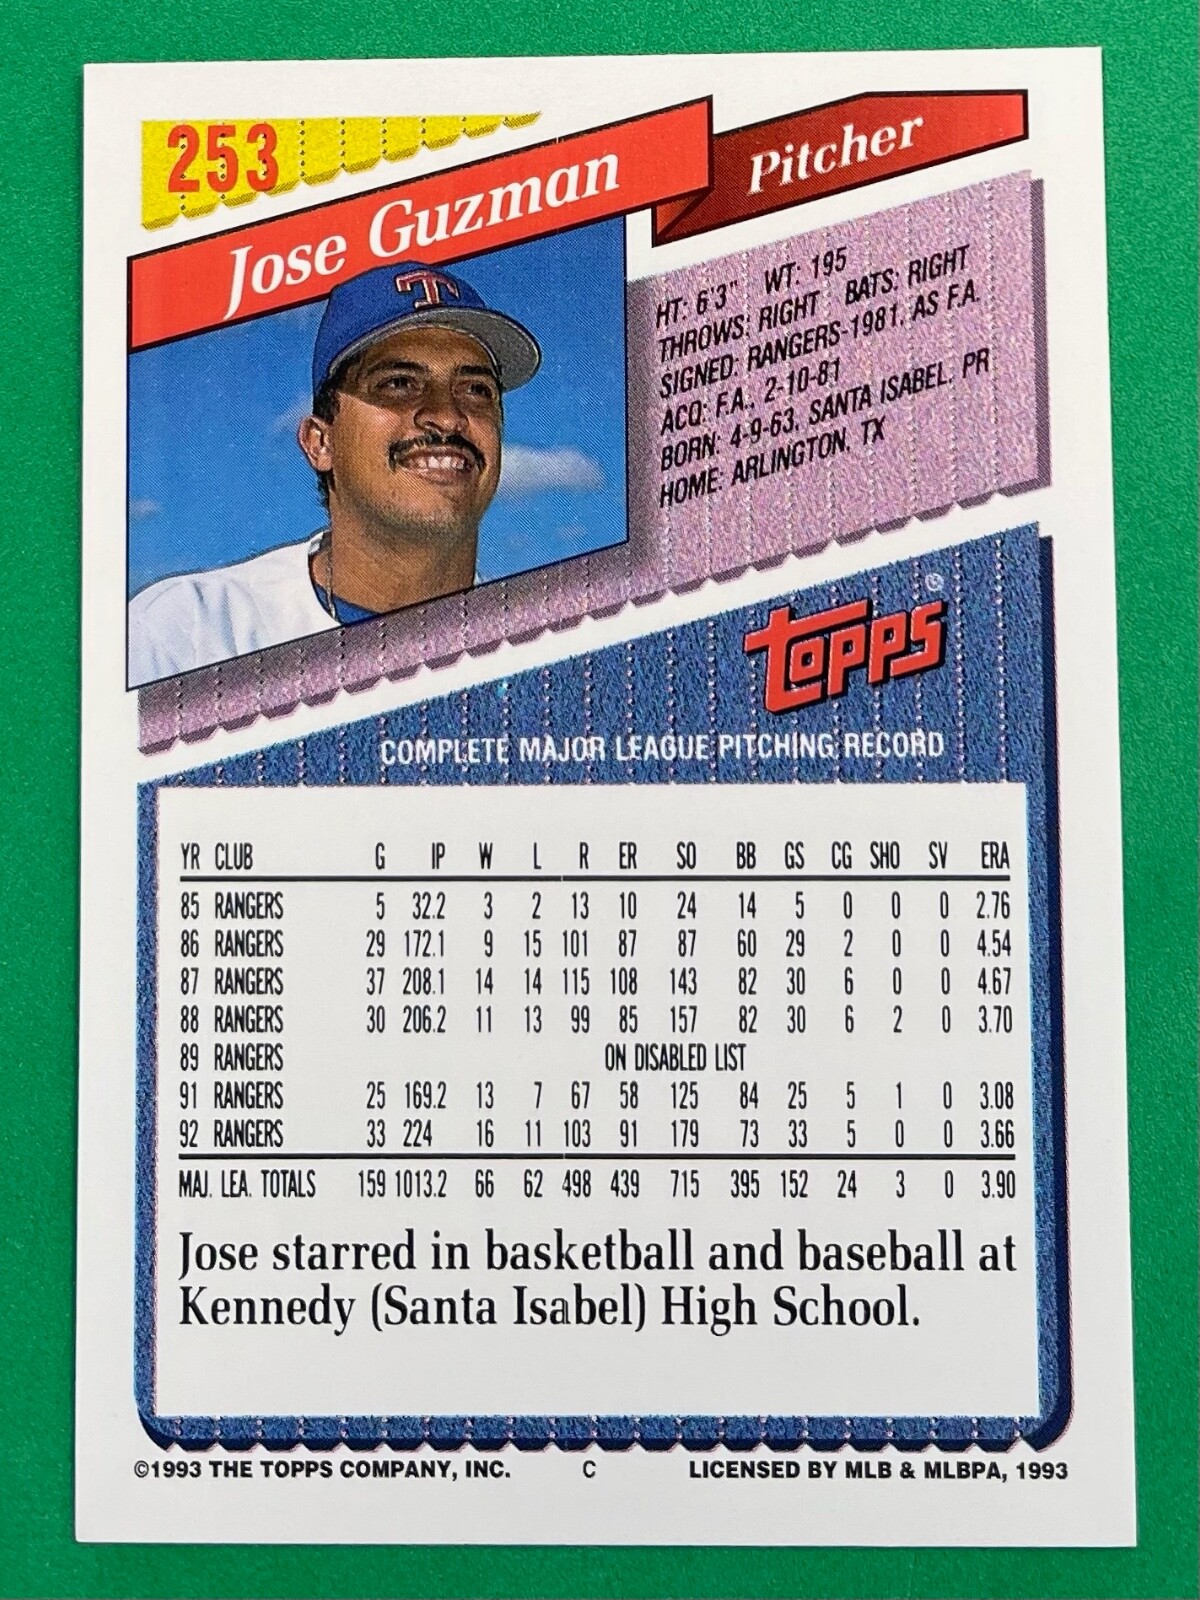 253
Jose Guzman
Pitcher
T
HT: 6'3" WT: 195
THROWS: RIGHT BATS: RIGHT
SIGNED: RANGERS-1981, AS F.A.
ACQ: F.A., 2-10-81
BORN: 4-9-63, SANTA ISABEL, PR
HOME: ARLINGTON, TX
Topps®
COMPLETE MAJOR LEAGUE PITCHING RECORD
YR CLUB G IP W L R ER SO BB GS CG SHO SV ERA
85 RANGERS 5 32.2 3 2 13 10 24 14 5 0 0 0 2.76
86 RANGERS 29 172.1 9 15 101 87 87 60 29 2 0 0 4.54
87 RANGERS 37 208.1 14 14 115 108 143 82 30 6 0 0 4.67
88 RANGERS 30 206.2 11 13 99 85 157 82 30 6 2 0 3.70
89 RANGERS ON DISABLED LIST
91 RANGERS 25 169.2 13 7 67 58 125 84 25 5 1 0 3.08
92 RANGERS 33 224 16 11 103 91 179 73 33 5 0 0 3.66
MAJ. LEA. TOTALS 159 1013.2 66 62 498 439 715 395 152 24 3 0 3.90
Jose starred in basketball and baseball at
Kennedy (Santa Isabel) High School.
©1993 THE TOPPS COMPANY, INC. C LICENSED BY MLB & MLBPA, 1993